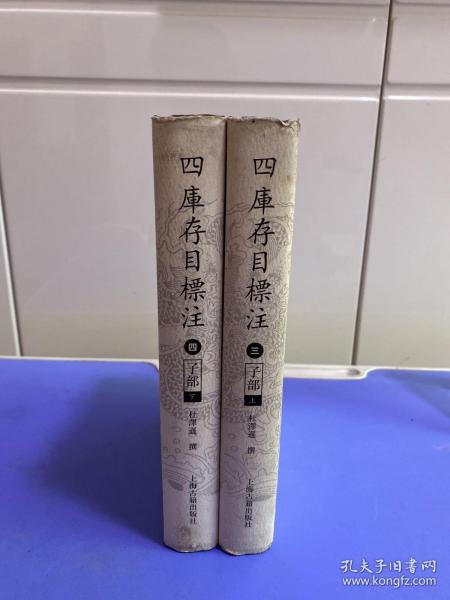 四庫存目標注
四
子部
下
杜澤遜 撰
上海古籍出版社
四庫存目標注
三
子部
上
杜澤遜 撰
上海古籍出版社
孔夫子旧书网
www.kongfz.com